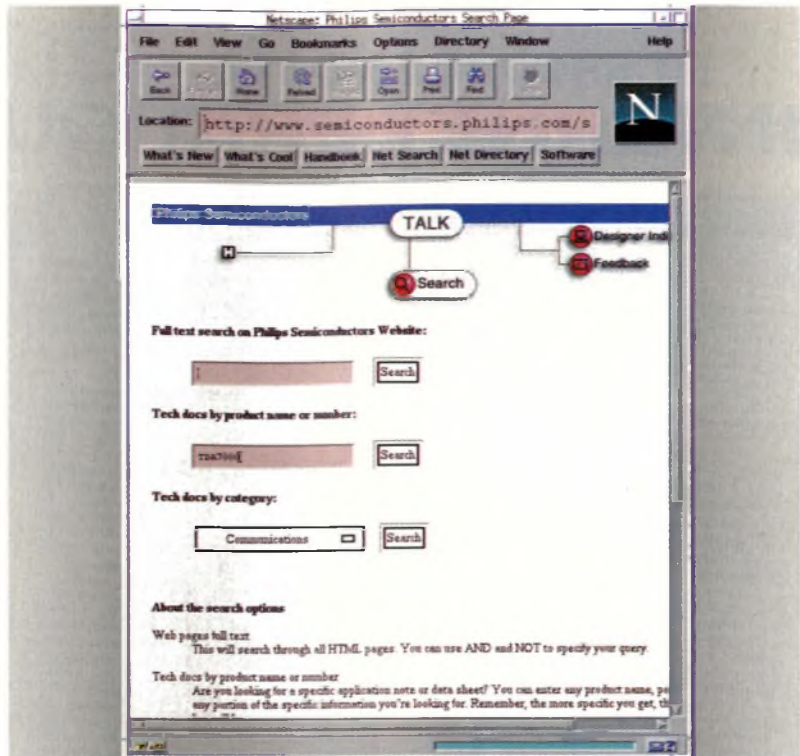 Netscape: Philips Semiconductors Search Page
File Edit View Go Bookmarks Options Directory Window Help
Back Home Reload Open Print Find
Location: http://www.semiconductors.philips.com/s
N
What's New What's Cool Handbook Net Search Net Directory Software
Philips Semiconductors
TALK
Designer Ind
H
Feedback
Search
Full text search on Philips Semiconductors Website:
Search
Tech docs by product name or number:
TDA7000 Search
Tech docs by category:
Communications Search
About the search options
Web pages full text
This will search through all HTML pages. You can use AND and NOT to specify your query.
Tech docs by product name or number
Are you looking for a specific application note or data sheet? You can enter any product name, po
any portion of the specific information you're looking for. Remember, the more specific you get, th